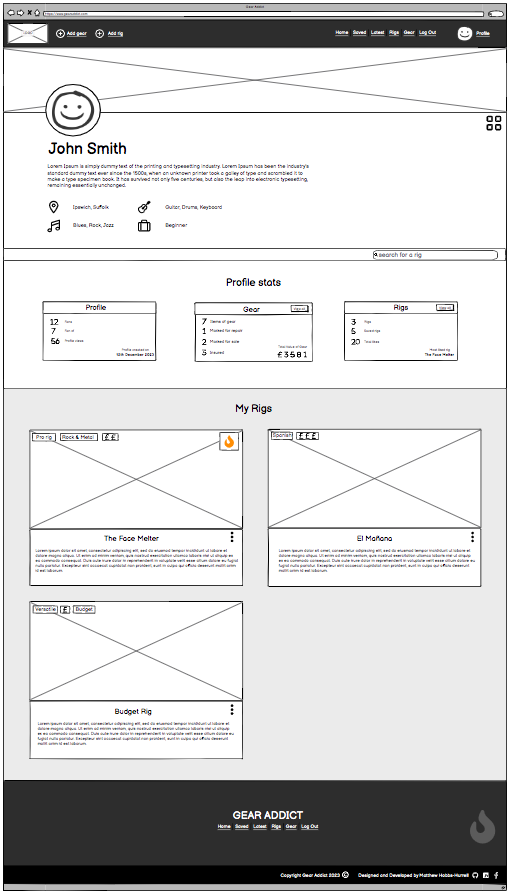 Gear Addict
https://www.gearaddict.com
LOGO
Add gear
Add rig
Home Saved Latest Rigs Gear Log Out
Profile
John Smith
Lorem Ipsum is simply dummy text of the printing and typesetting industry. Lorem Ipsum has been the industry's
standard dummy text ever since the 1500s, when an unknown printer took a galley of type and scrambled it to
make a type specimen book. It has survived not only five centuries, but also the leap into electronic typesetting,
remaining essentially unchanged.
Ipswich, Suffolk
Guitar, Drums, Keyboard
Blues, Rock, Jazz
Beginner
search for a rig
Profile stats
Profile
12 Fans
7 Fan of
56 Profile views
Profile created on
10th December 2023
Gear
View All
7 Items of gear
1 Marked for repair
2 Marked for sale
3 Insured
Total Value of Gear
£3581
Rigs
View All
3 Rigs
5 Saved rigs
20 Total likes
Most liked rig
The Face Melter
My Rigs
Pro rig
Rock & Metal
££
The Face Melter
Lorem ipsum dolor sit amet, consectetur adipiscing elit, sed do eiusmod tempor incididunt ut labore et
dolore magna aliqua. Ut enim ad minim veniam, quis nostrud exercitation ullamco laboris nisi ut aliquip ex
ea commodo consequat. Duis aute irure dolor in reprehenderit in voluptate velit esse cillum dolore eu fugiat
nulla pariatur. Excepteur sint occaecat cupidatat non proident, sunt in culpa qui officia deserunt mollit anim
id est laborum.
Spanish
£££
El Mañana
Lorem ipsum dolor sit amet, consectetur adipiscing elit, sed do eiusmod tempor incididunt ut labore et
dolore magna aliqua. Ut enim ad minim veniam, quis nostrud exercitation ullamco laboris nisi ut
aliquip ex ea commodo consequat. Duis aute irure dolor in reprehenderit in voluptate velit esse cillum dolore eu
fugiat nulla pariatur. Excepteur sint occaecat cupidatat non proident, sunt in culpa qui officia deserunt
mollit anim id est laborum.
Versatile
£
Budget
Budget Rig
Lorem ipsum dolor sit amet, consectetur adipiscing elit, sed do eiusmod tempor incididunt ut labore et
dolore magna aliqua. Ut enim ad minim veniam, quis nostrud exercitation ullamco laboris nisi ut aliquip
ex ea commodo consequat. Duis aute irure dolor in reprehenderit in voluptate velit esse cillum dolore eu fugiat
nulla pariatur. Excepteur sint occaecat cupidatat non proident, sunt in culpa qui officia deserunt
mollit anim id est laborum.
GEAR ADDICT
Home Saved Latest Rigs Gear Log Out
Copyright Gear Addict 2023 ©
Designed and Developed by Matthew Hobbs-Hurrell